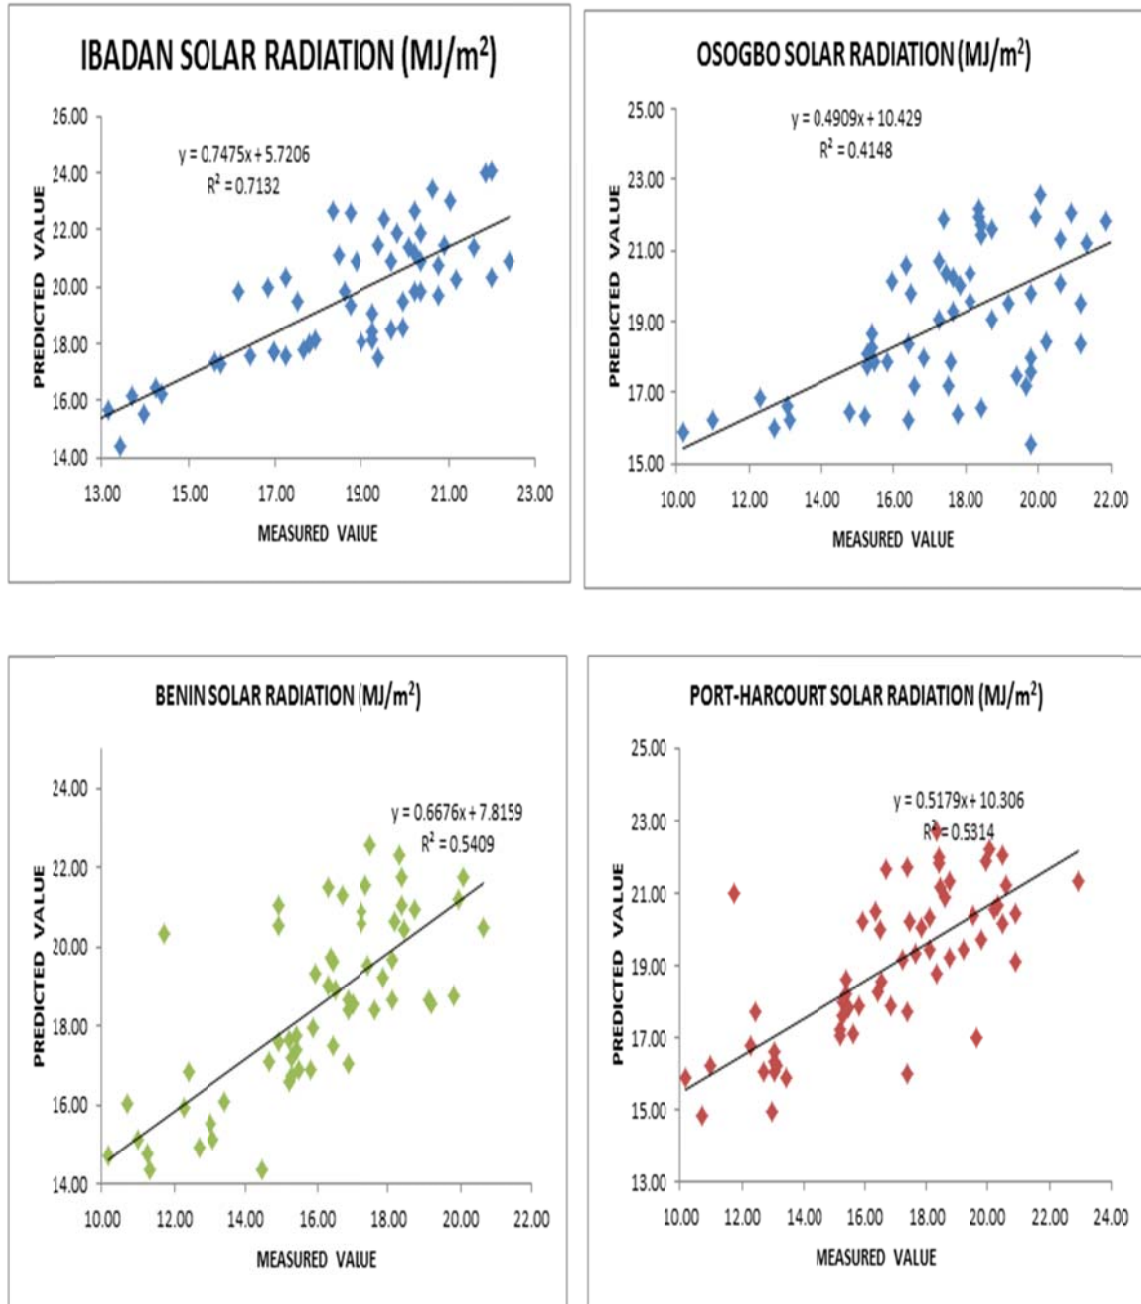 IBADAN SOLAR RADIATION (MJ/m²)
26.00
24.00
22.00
20.00
18.00
16.00
14.00
PREDICTED VALUE
y = 0.7475x + 5.7206
R² = 0.7132
13.00 15.00 17.00 19.00 21.00 23.00
MEASURED VALUE
OSOGBO SOLAR RADIATION (MJ/m²)
25.00
23.00
21.00
19.00
17.00
15.00
PREDICTED VALUE
y = 0.4909x + 10.429
R² = 0.4148
10.00 12.00 14.00 16.00 18.00 20.00 22.00
MEASURED VALUE
BENIN SOLAR RADIATION (MJ/m²)
24.00
22.00
20.00
18.00
16.00
14.00
PREDICTED VALUE
y = 0.6676x + 7.8159
R² = 0.5409
10.00 12.00 14.00 16.00 18.00 20.00 22.00
MEASURED VALUE
PORT-HARCOURT SOLAR RADIATION (MJ/m²)
25.00
23.00
21.00
19.00
17.00
15.00
13.00
PREDICTED VALUE
y = 0.5179x + 10.306
R² = 0.5314
10.00 12.00 14.00 16.00 18.00 20.00 22.00 24.00
MEASURED VALUE